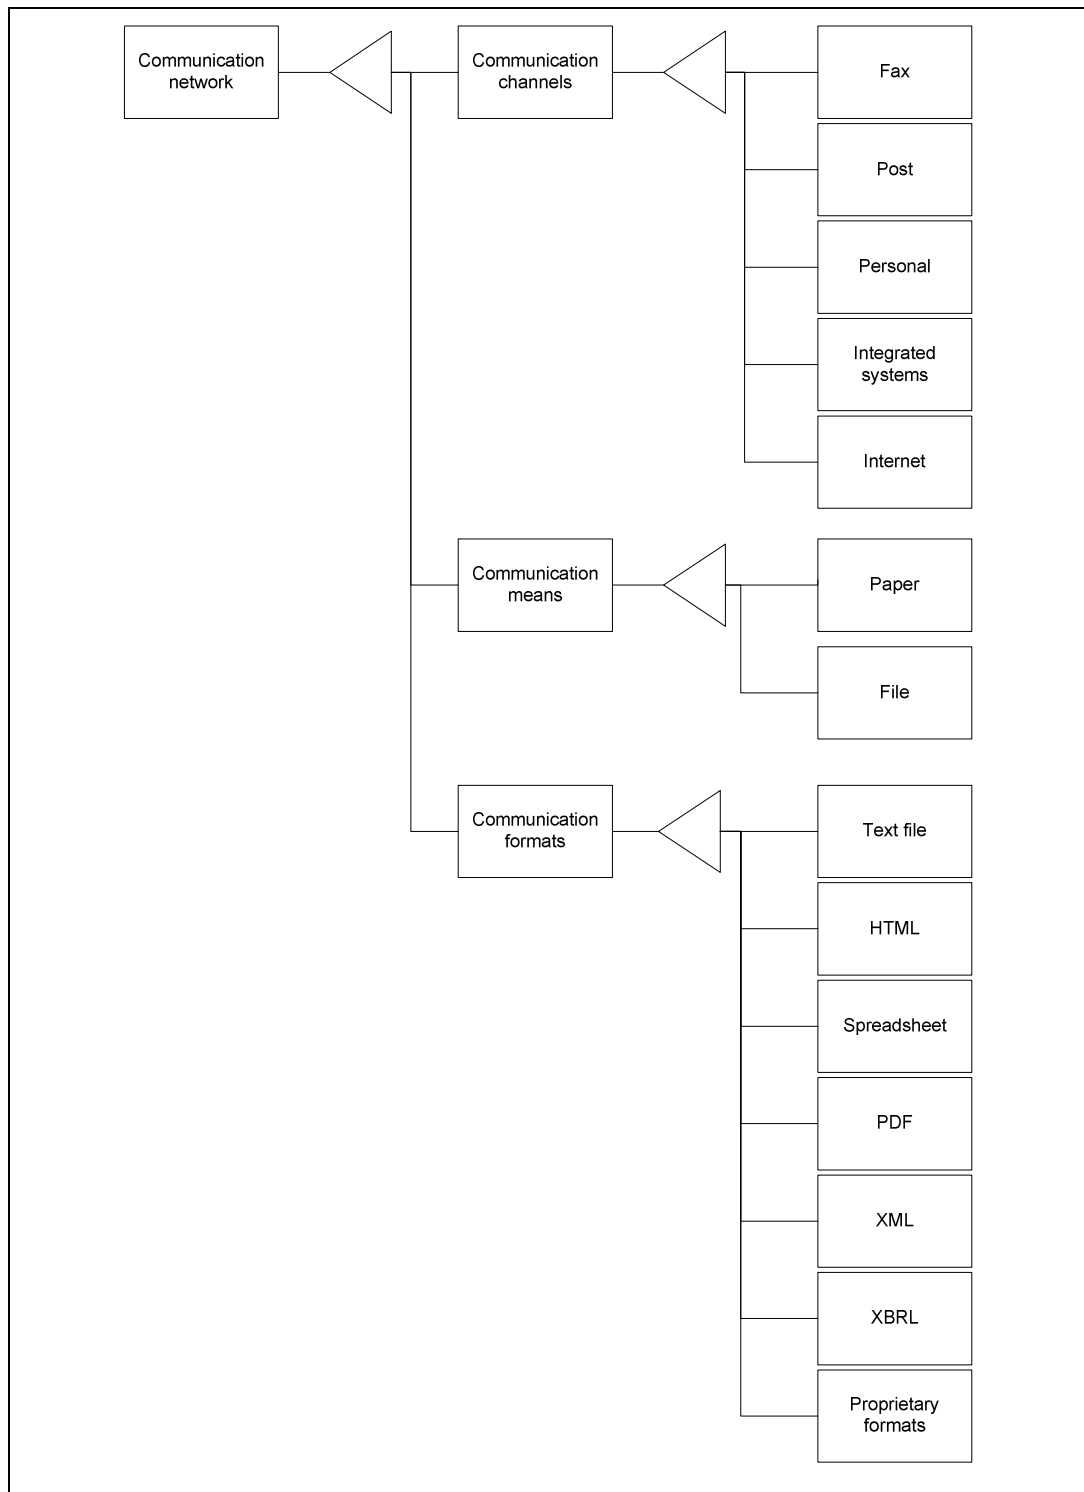 Communication
network
Communication
channels
Fax
Post
Personal
Integrated
systems
Internet
Communication
means
Paper
File
Communication
formats
Text file
HTML
Spreadsheet
PDF
XML
XBRL
Proprietary
formats